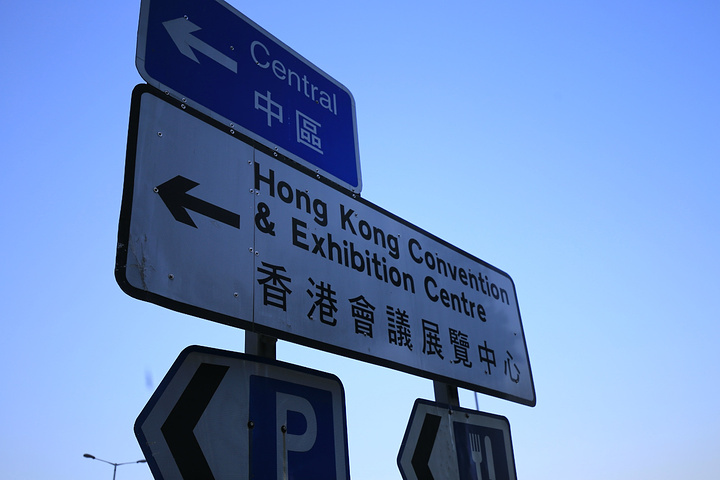 Central
中區
Hong Kong Convention
& Exhibition Centre
香港會議展覽中心
P